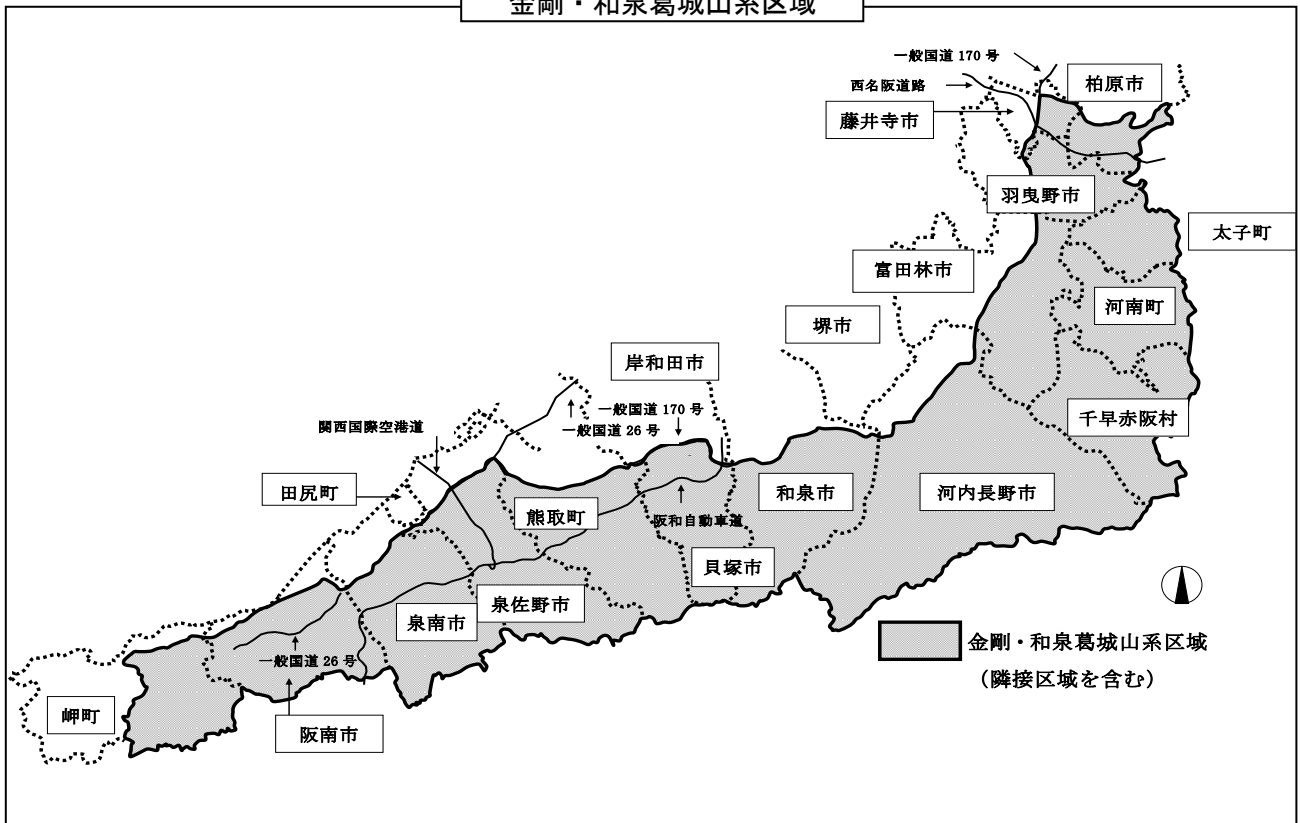 金剛・和泉葛城山系区域
一般国道 170 号
柏原市
西名阪道路
藤井寺市
羽曳野市
太子町
富田林市
河南町
堺市
岸和田市
一般国道 170 号
千早赤阪村
関西国際空港道
一般国道 26 号
田尻町
熊取町
和泉市
河内長野市
阪和自動車道
貝塚市
泉佐野市
泉南市
金剛・和泉葛城山系区域
(隣接区域を含む)
一般国道 26 号
岬町
阪南市